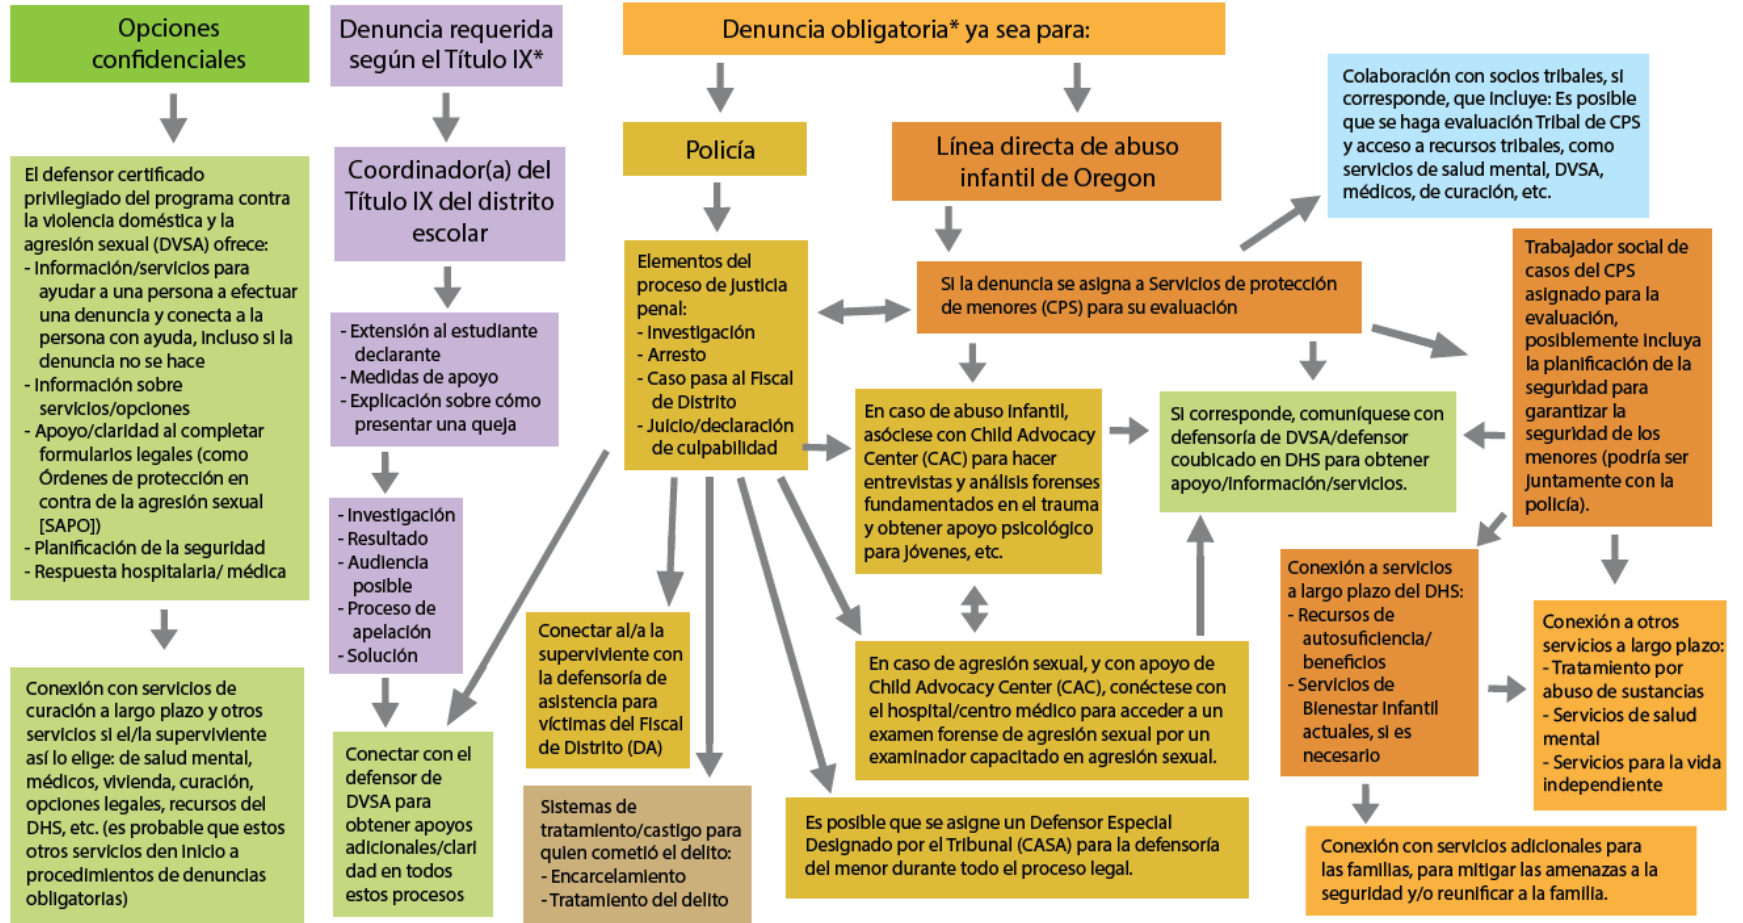 Opciones
confidenciales
El defensor certificado
privilegiado del programa contra
la violencia doméstica y la
agresión sexual (DVSA) ofrece:
- Información/servicios para
ayudar a una persona a efectuar
una denuncia y conecta a la
persona con ayuda, incluso si la
denuncia no se hace
- Información sobre
servicios/opciones
- Apoyo/claridad al completar
formularios legales (como
Órdenes de protección en
contra de la agresión sexual
[SAPO])
- Planificación de la seguridad
- Respuesta hospitalaria/ médica
Conexión con servicios de
curación a largo plazo y otros
servicios si el/la superviviente
así lo elige: de salud mental,
médicos, vivienda, curación,
opciones legales, recursos del
DHS, etc. (es probable que estos
otros servicios den inicio a
procedimientos de denuncias
obligatorias)
Denuncia requerida
según el Título IX*
Coordinador(a) del
Título IX del distrito
escolar
- Extensión al estudiante
declarante
- Medidas de apoyo
- Explicación sobre cómo
presentar una queja
- Investigación
- Resultado
- Audiencia
posible
- Proceso de
apelación
- Solución
Conectar con el
defensor de
DVSA para
obtener apoyos
adicionales/clari
dad en todos
estos procesos
Denuncia obligatoria* ya sea para:
Policía
Elementos del
proceso de justicia
penal:
- Investigación
- Arresto
- Caso pasa al Fiscal
de Distrito
- Juicio/declaración
de culpabilidad
Conectar al/a la
superviviente con
la defensoría de
asistencia para
víctimas del Fiscal
de Distrito (DA)
Sistemas de
tratamiento/castigo para
quien cometió el delito:
- Encarcelamiento
- Tratamiento del delito
Línea directa de abuso
infantil de Oregon
Si la denuncia se asigna a Servicios de protección
de menores (CPS) para su evaluación
En caso de abuso infantil,
asóciese con Child Advocacy
Center (CAC) para hacer
entrevistas y análisis forenses
fundamentados en el trauma
y obtener apoyo psicológico
para jóvenes, etc.
En caso de agresión sexual, y con apoyo de
Child Advocacy Center (CAC), conéctese con
el hospital/centro médico para acceder a un
examen forense de agresión sexual por un
examinador capacitado en agresión sexual.
Es posible que se asigne un Defensor Especial
Designado por el Tribunal (CASA) para la defensoría
del menor durante todo el proceso legal.
Colaboración con socios tribales, si
corresponde, que incluye: Es posible
que se haga evaluación Tribal de CPS
y acceso a recursos tribales, como
servicios de salud mental, DVSA,
médicos, de curación, etc.
Si corresponde, comuníquese con
defensoría de DVSA/defensor
coubicado en DHS para obtener
apoyo/información/servicios.
Trabajador social de
casos del CPS
asignado para la
evaluación,
posiblemente incluya
la planificación de la
seguridad para
garantizar la
seguridad de los
menores (podría ser
juntamente con la
policía).
Conexión a servicios
a largo plazo del DHS:
- Recursos de
autosuficiencia/
beneficios
- Servicios de
Bienestar Infantil
actuales, si es
necesario
Conexión a otros
servicios a largo plazo:
- Tratamiento por
abuso de sustancias
- Servicios de salud
mental
- Servicios para la vida
independiente
Conexión con servicios adicionales para
las familias, para mitigar las amenazas a la
seguridad y/o reunificar a la familia.